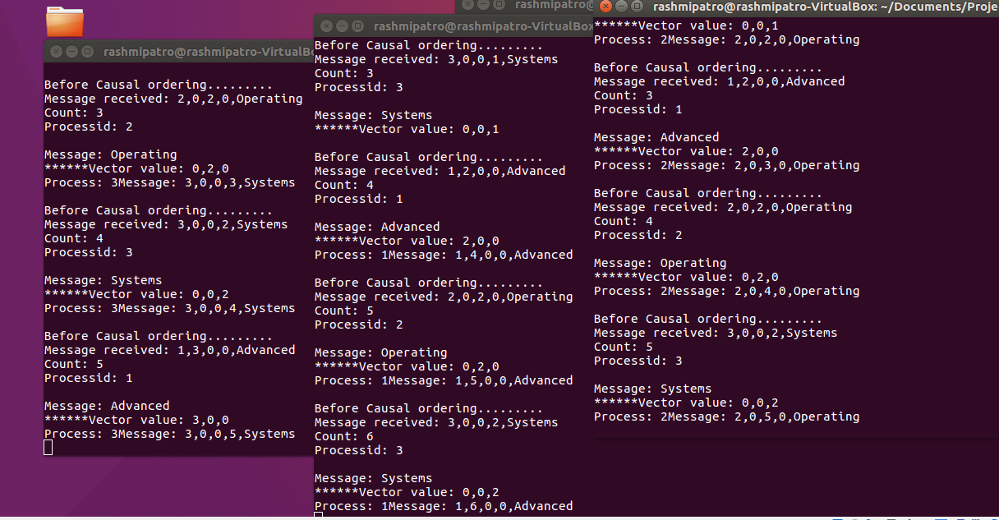 rashmipatro@rashmipatro-VirtualBo
Before Causal ordering.........
Message received: 2,0,2,0,Operating
Count: 3
Processid: 2
Message: Operating
******Vector value: 0,2,0
Process: 3Message: 3,0,0,3,Systems
Before Causal ordering.........
Message received: 3,0,0,2,Systems
Count: 4
Processid: 3
Message: Systems
******Vector value: 0,0,2
Process: 3Message: 3,0,0,4,Systems
Before Causal ordering.........
Message received: 1,3,0,0,Advanced
Count: 5
Processid: 1
Message: Advanced
******Vector value: 3,0,0
Process: 3Message: 3,0,0,5,Systems
rashmipatro@rashmipatro-VirtualBox
Before Causal ordering.........
Message received: 3,0,0,1,Systems
Count: 3
Processid: 3
Message: Systems
******Vector value: 0,0,1
Before Causal ordering.........
Message received: 1,2,0,0,Advanced
Count: 4
Processid: 1
Message: Advanced
******Vector value: 2,0,0
Process: 1Message: 1,4,0,0,Advanced
Before Causal ordering.........
Message received: 2,0,2,0,Operating
Count: 5
Processid: 2
Message: Operating
******Vector value: 0,2,0
Process: 1Message: 1,5,0,0,Advanced
Before Causal ordering.........
Message received: 3,0,0,2,Systems
Count: 6
Processid: 3
Message: Systems
******Vector value: 0,0,2
Process: 1Message: 1,6,0,0,Advanced
rashmipatro@
rashmipatro@rashmipatro-VirtualBox: ~/Documents/Proje
******Vector value: 0,0,1
Process: 2Message: 2,0,2,0,Operating
Before Causal ordering.........
Message received: 1,2,0,0,Advanced
Count: 3
Processid: 1
Message: Advanced
******Vector value: 2,0,0
Process: 2Message: 2,0,3,0,Operating
Before Causal ordering.........
Message received: 2,0,2,0,Operating
Count: 4
Processid: 2
Message: Operating
******Vector value: 0,2,0
Process: 2Message: 2,0,4,0,Operating
Before Causal ordering.........
Message received: 3,0,0,2,Systems
Count: 5
Processid: 3
Message: Systems
******Vector value: 0,0,2
Process: 2Message: 2,0,5,0,Operating